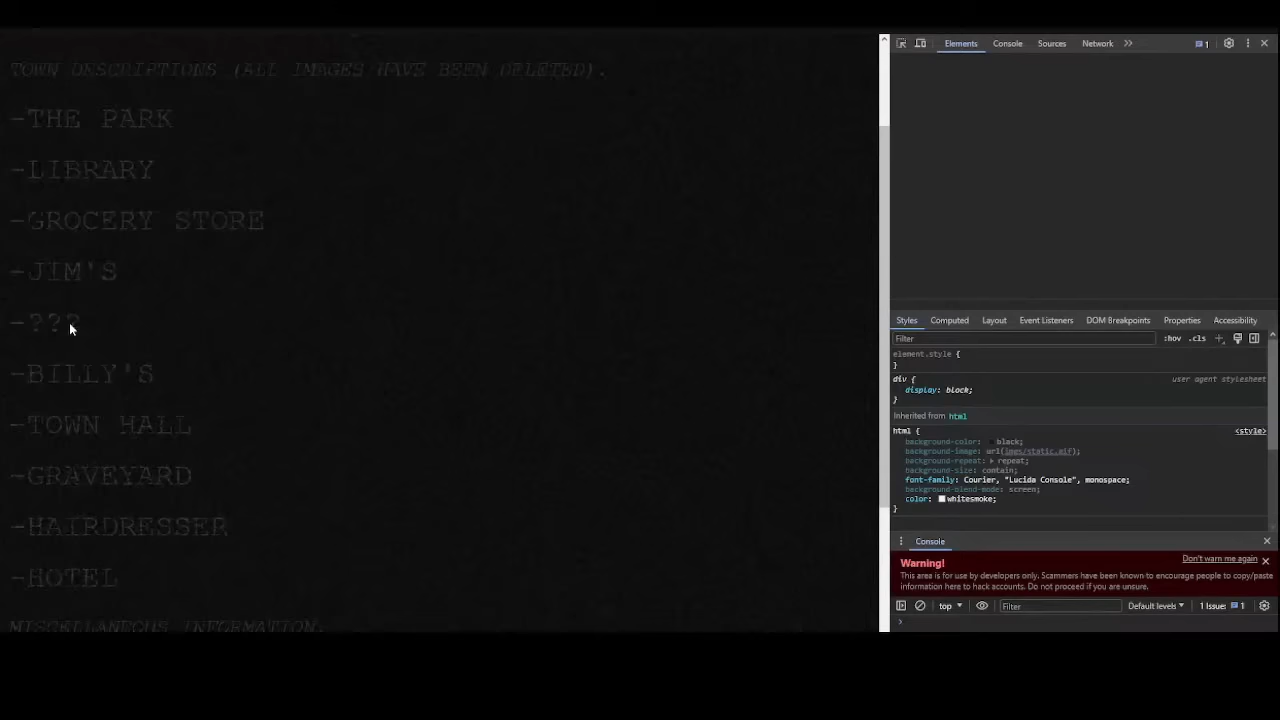 TOWN DESCRIPTIONS (ALL IMAGES HAVE BEEN DELETED).
-THE PARK
-LIBRARY
-GROCERY STORE
-JIM'S
-???
-BILLY'S
-TOWN HALL
-GRAVEYARD
-HAIRDRESSER
-HOTEL
MISCELLANEOUS INFORMATION.
Elements Console Sources Network 1
Styles Computed Layout Event Listeners DOM Breakpoints Properties Accessibility
Filter :hov .cls
element.style {
}
div { user agent stylesheet
display: block;
}
Inherited from html
html { <style>
background-color: black;
background-image: url(imgs/static.gif);
background-repeat: repeat;
background-size: contain;
font-family: Courier, "Lucida Console", monospace;
background-blend-mode: screen;
color: whitesmoke;
}
Console
Warning! Don't warn me again
This area is for use by developers only. Scammers have been known to encourage people to copy/paste
information here to hack accounts. Do not proceed if you are unsure.
top Filter Default levels 1 Issue: 1